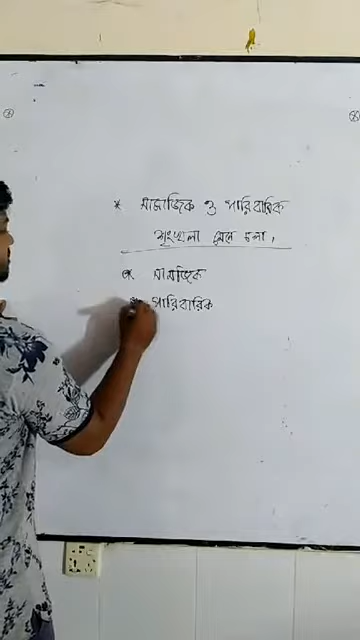 * সামাজিক ও পারিবারিক
শৃংখলা মেনে চলা,
সামাজিক
পারিবারিক